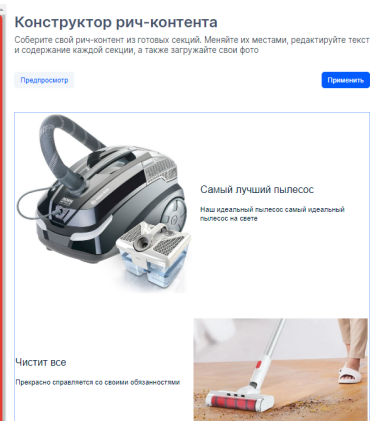 Конструктор рич-контента
Соберите свой рич-контент из готовых секций. Меняйте их местами, редактируйте текст
и содержание каждой секции, а также загружайте свои фото
Предпросмотр
Применить
Самый лучший пылесос
Наш идеальный пылесос самый идеальный
пылесос на свете
Чистит все
Прекрасно справляется со своими обязанностями